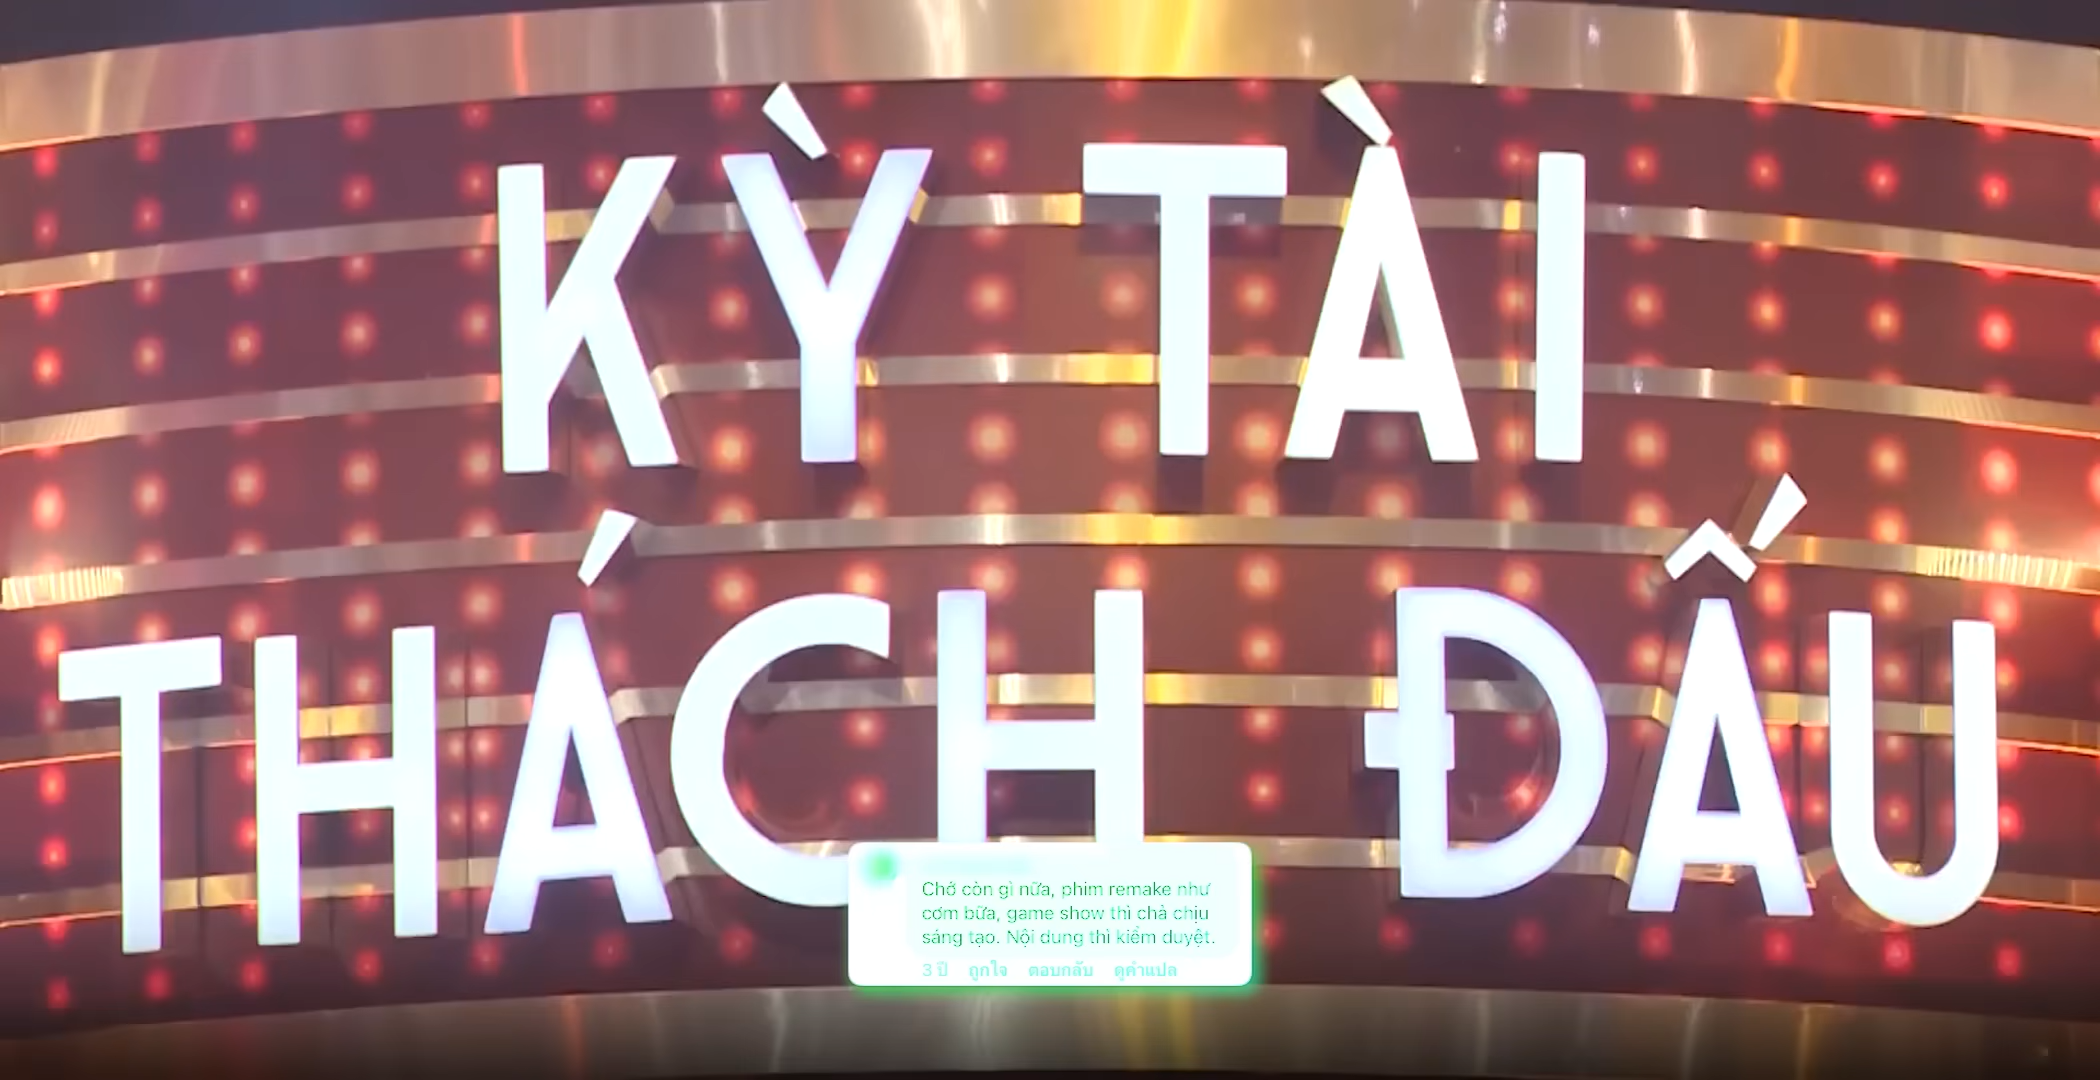 KỲ TÀI
THÁCH ĐẤU
Chớ còn gì nữa, phim remake như
cơm bữa, game show thì chả chịu
sáng tạo. Nội dung thì kiểm duyệt.
3 ปี ถูกใจ ตอบกลับ ดูคำแปล